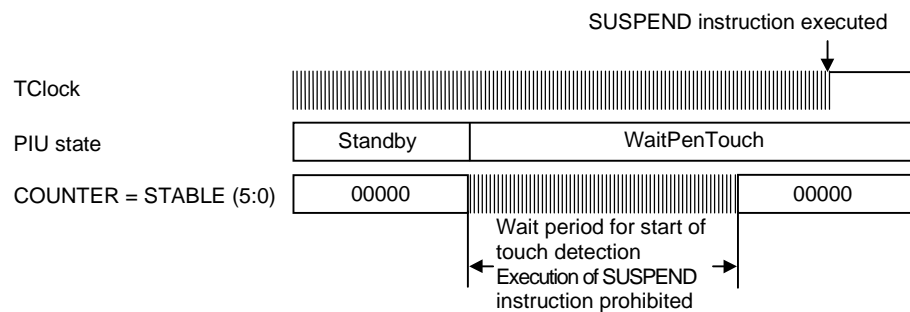 SUSPEND instruction executed
TClock
PIU state Standby WaitPenTouch
COUNTER = STABLE (5:0) 00000 00000
Wait period for start of
touch detection
Execution of SUSPEND
instruction prohibited